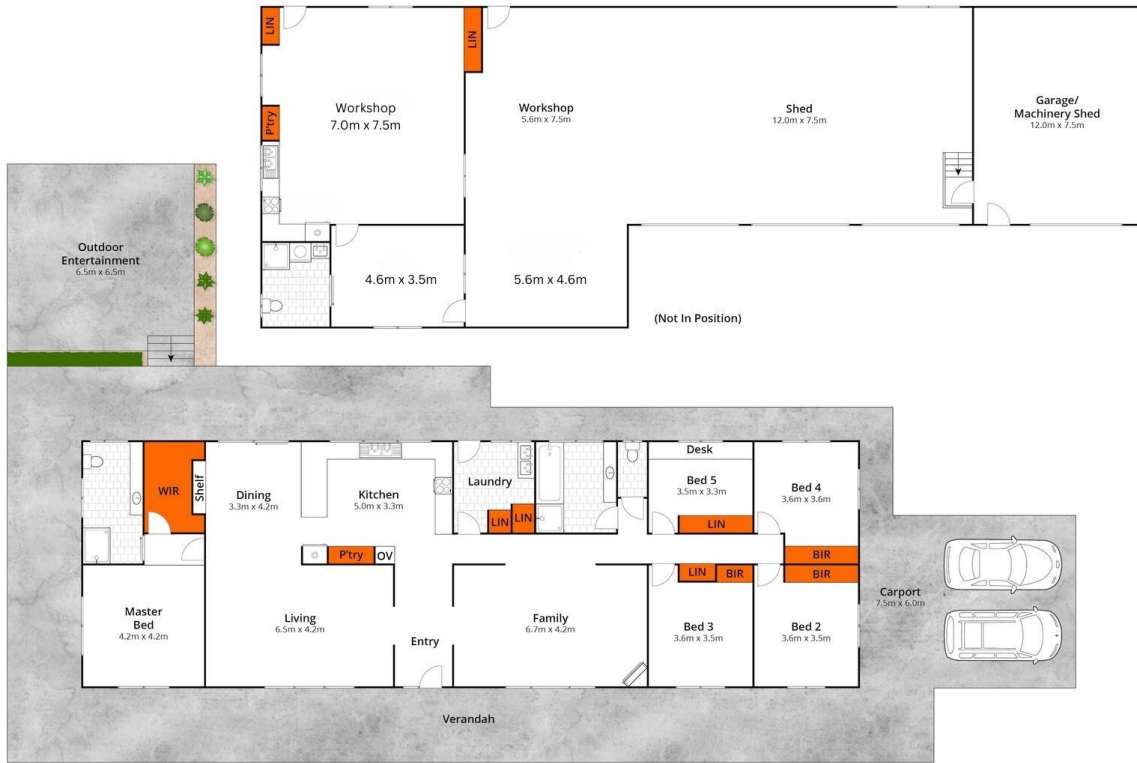 LIN
LIN
Workshop
7.0m x 7.5m
P'try
Workshop
5.6m x 7.5m
Shed
12.0m x 7.5m
Garage/
Machinery Shed
12.0m x 7.5m
Outdoor
Entertainment
6.5m x 6.5m
4.6m x 3.5m
5.6m x 4.6m
(Not In Position)
WIR
Shelf
Dining
3.3m x 4.2m
Kitchen
5.0m x 3.3m
P'try
OV
Laundry
LIN
LIN
Desk
Bed 5
3.5m x 3.3m
LIN
Bed 4
3.6m x 3.6m
BIR
Master
Bed
4.2m x 4.2m
Living
6.5m x 4.2m
Entry
Family
6.7m x 4.2m
LIN
BIR
Bed 3
3.6m x 3.5m
BIR
Bed 2
3.6m x 3.5m
Carport
7.5m x 6.0m
Verandah